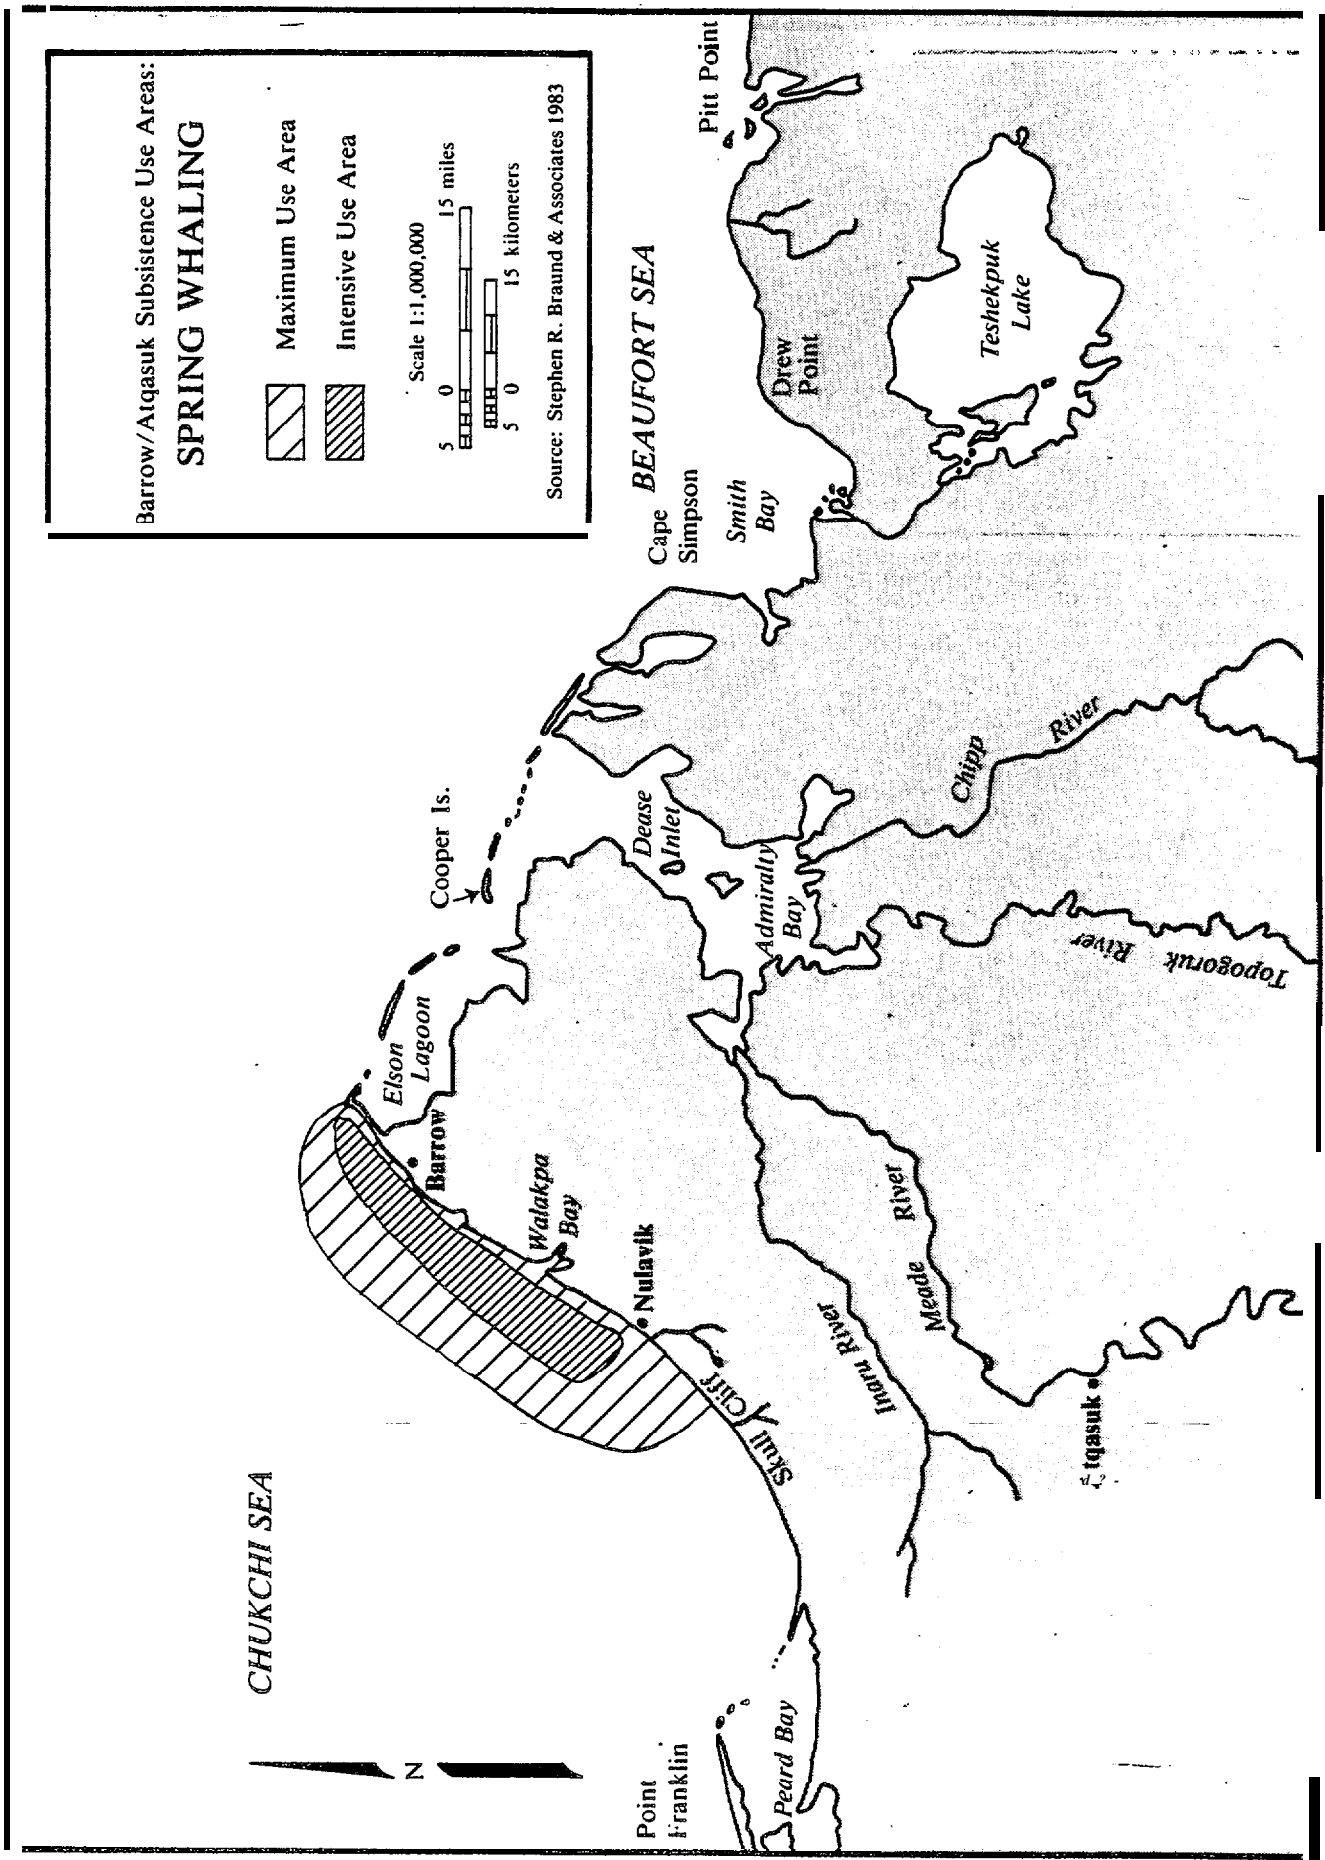 Barrow/Atqasuk Subsistence Use Areas:
SPRING WHALING
Maximum Use Area
Intensive Use Area
Scale 1:1,000,000
5 0 15 miles
5 0 15 kilometers
Source: Stephen R. Braund & Associates 1983
CHUKCHI SEA
BEAUFORT SEA
N
Point
Franklin
Peard Bay
Skull Cliff
Nulavik
Walakpa
Bay
Barrow
Elson
Lagoon
Cooper Is.
Dease
Inlet
Admiralty
Bay
Cape
Simpson
Smith
Bay
Drew
Point
Pitt Point
Teshekpuk
Lake
Chipp River
Topogoruk River
Meade River
Inaru River
tqasuk